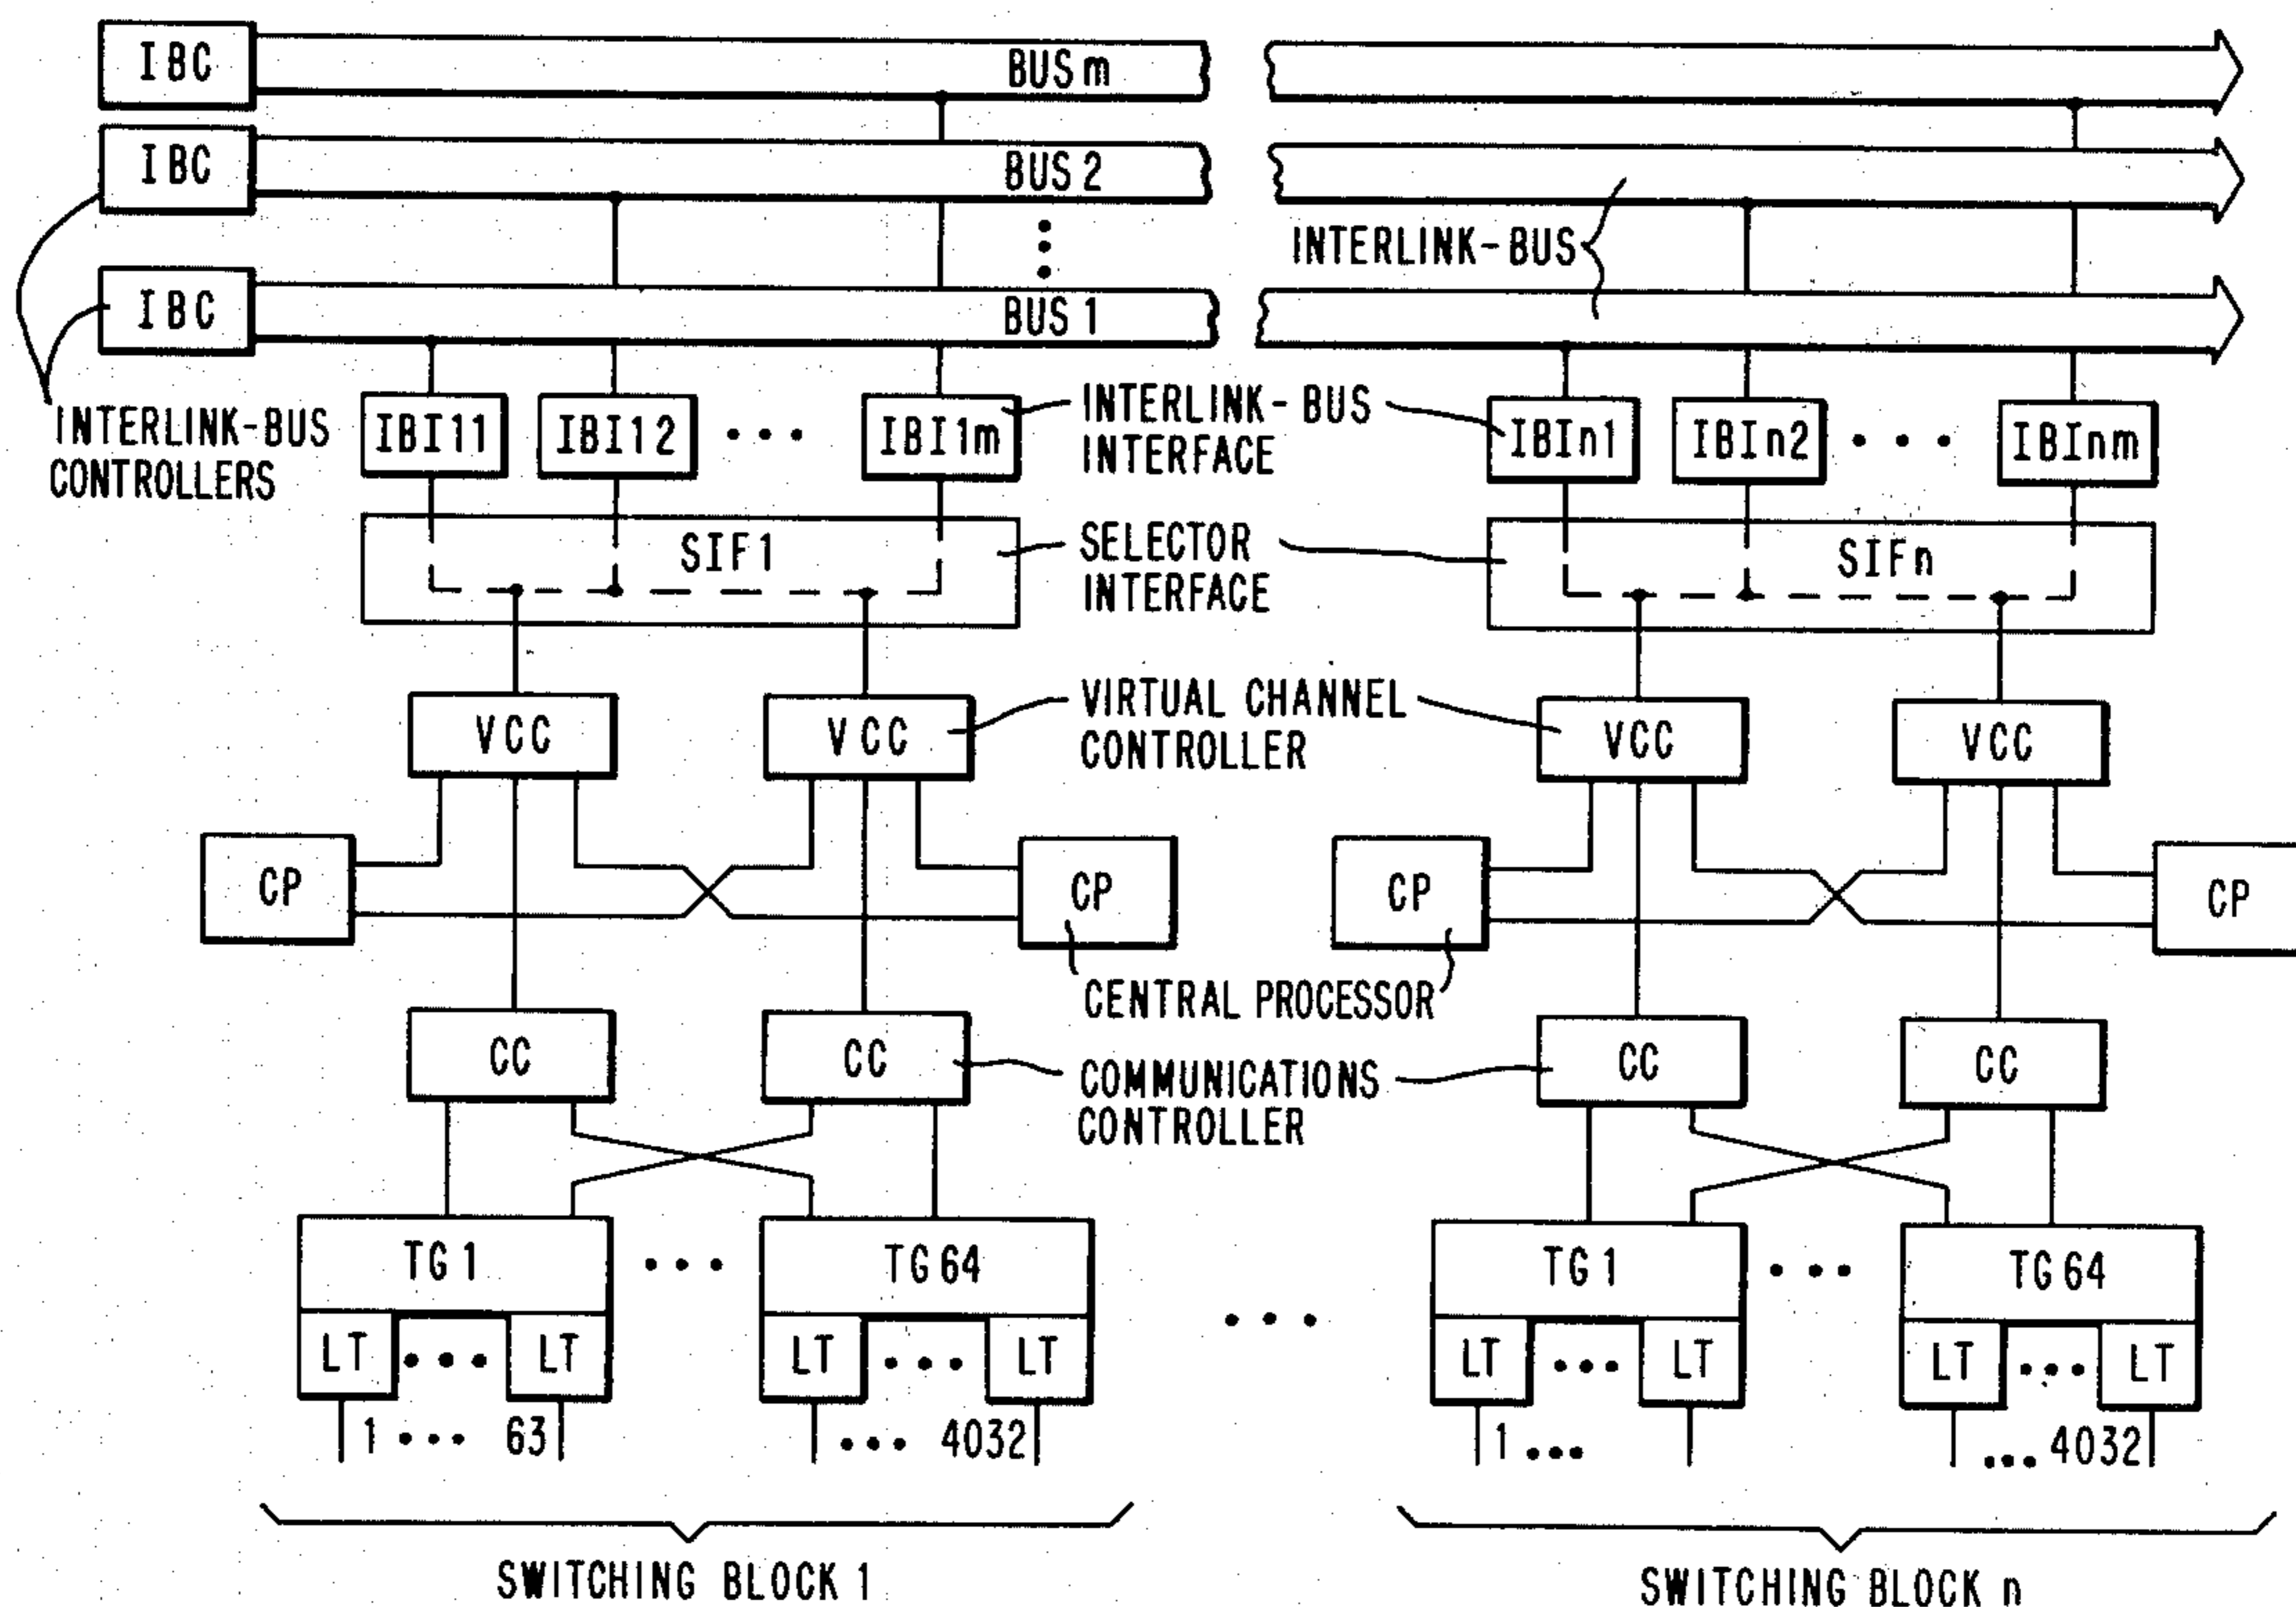 IBC
BUS m
IBC
BUS 2
INTERLINK-BUS
IBC
BUS 1
INTERLINK-BUS
CONTROLLERS
IBI11
IBI12
IBI1m
INTERLINK-BUS
INTERFACE
IBIn1
IBIn2
IBInm
SIF1
SELECTOR
INTERFACE
SIFn
VCC
VCC
VIRTUAL CHANNEL
CONTROLLER
VCC
VCC
CP
CP
CP
CP
CENTRAL PROCESSOR
CC
CC
COMMUNICATIONS
CONTROLLER
CC
CC
TG 1
• • •
TG 64
• • •
TG 1
• • •
TG 64
LT • • • LT
LT • • • LT
LT • • • LT
LT • • • LT
1 • • • 63
• • • 4032
1 • • •
• • • 4032
SWITCHING BLOCK 1
SWITCHING BLOCK n